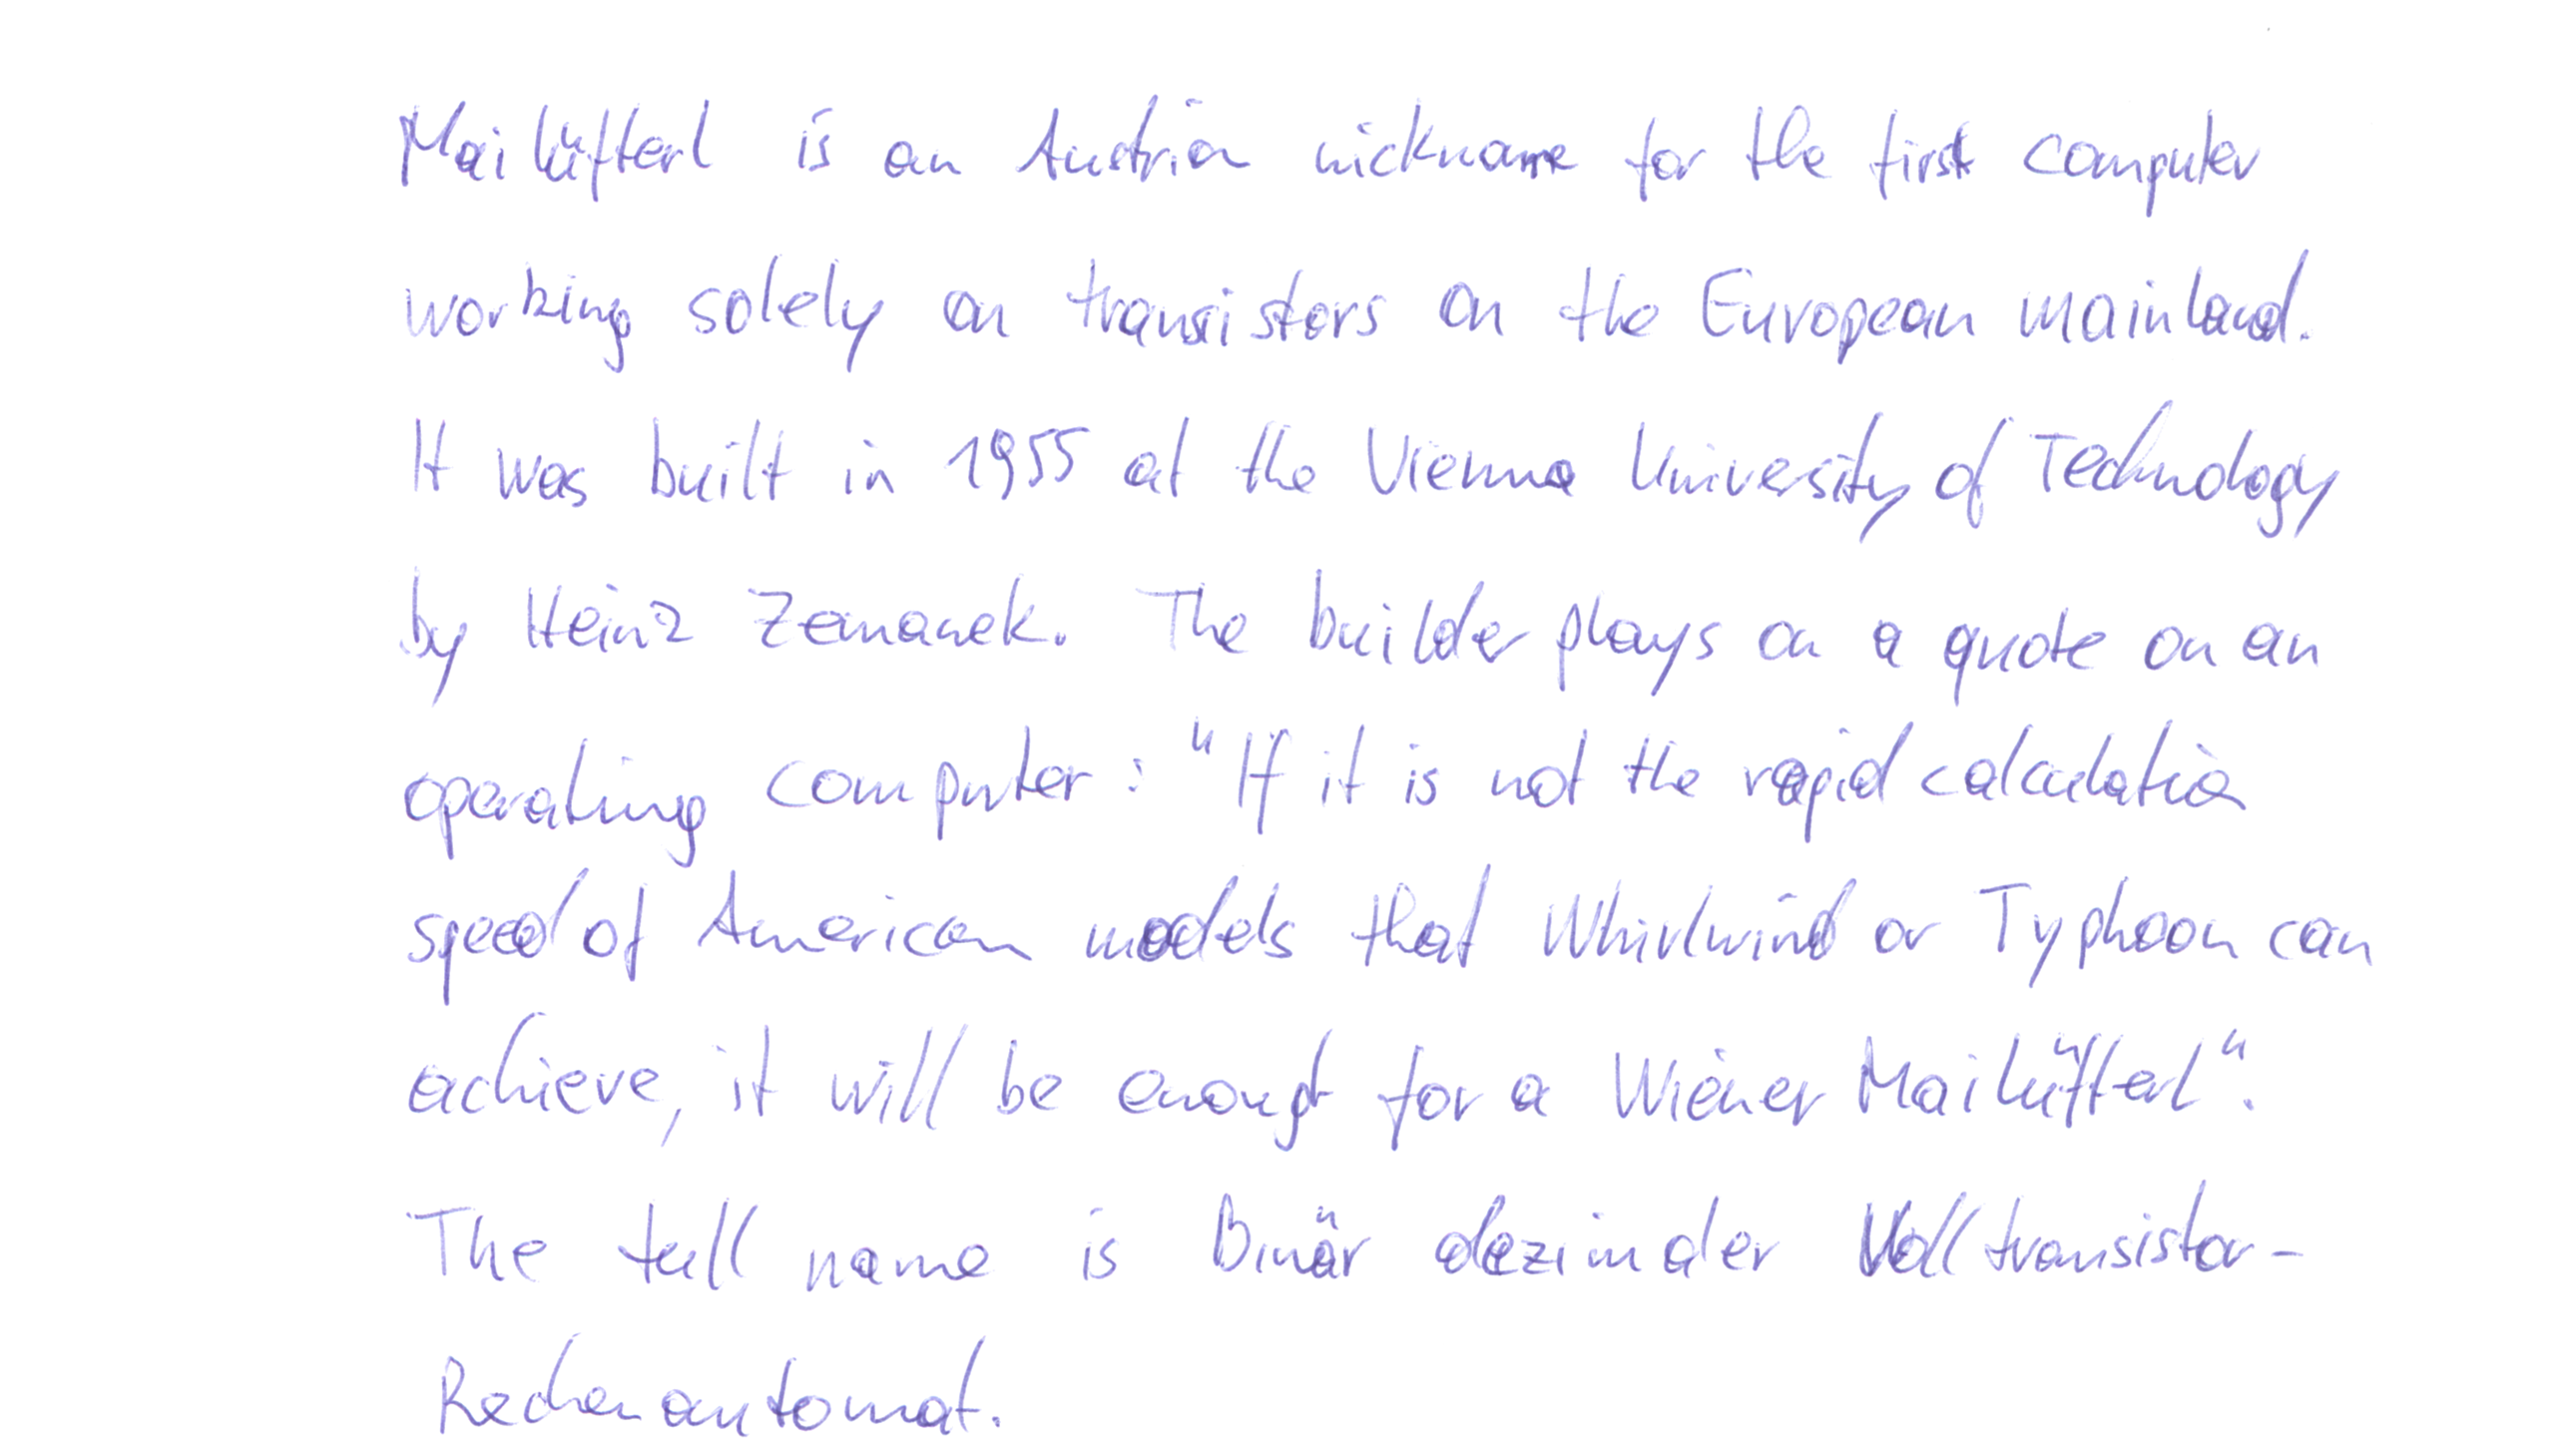 Mailüfterl is an Austrian nickname for the first computer
working solely on transistors on the European mainland.
It was built in 1955 at the Vienna University of Technology
by Heinz Zemanek. The builder plays on a quote on an
operating computer: "If it is not the rapid calculation
speed of American models that Whirlwind or Typhoon can
achieve, it will be enough for a Wiener Mailüfterl".
The full name is Binär dezimaler Volltransistor-
Rechenautomat.